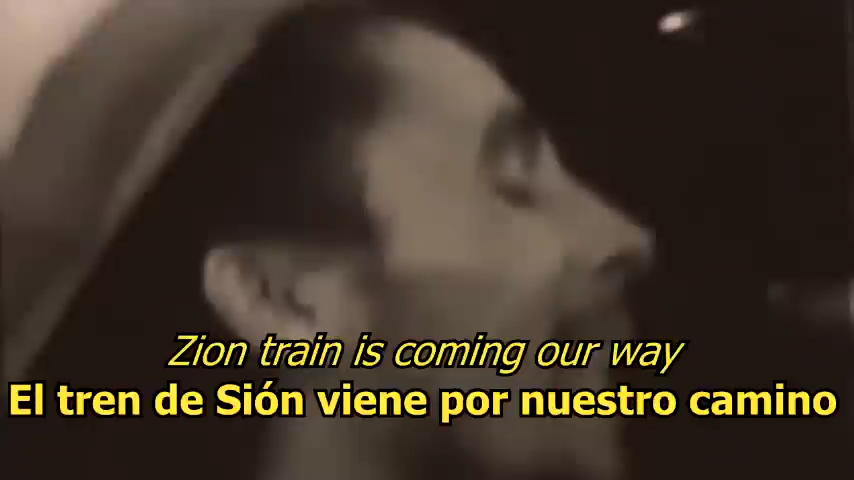 Zion train is coming our way
El tren de Sión viene por nuestro camino